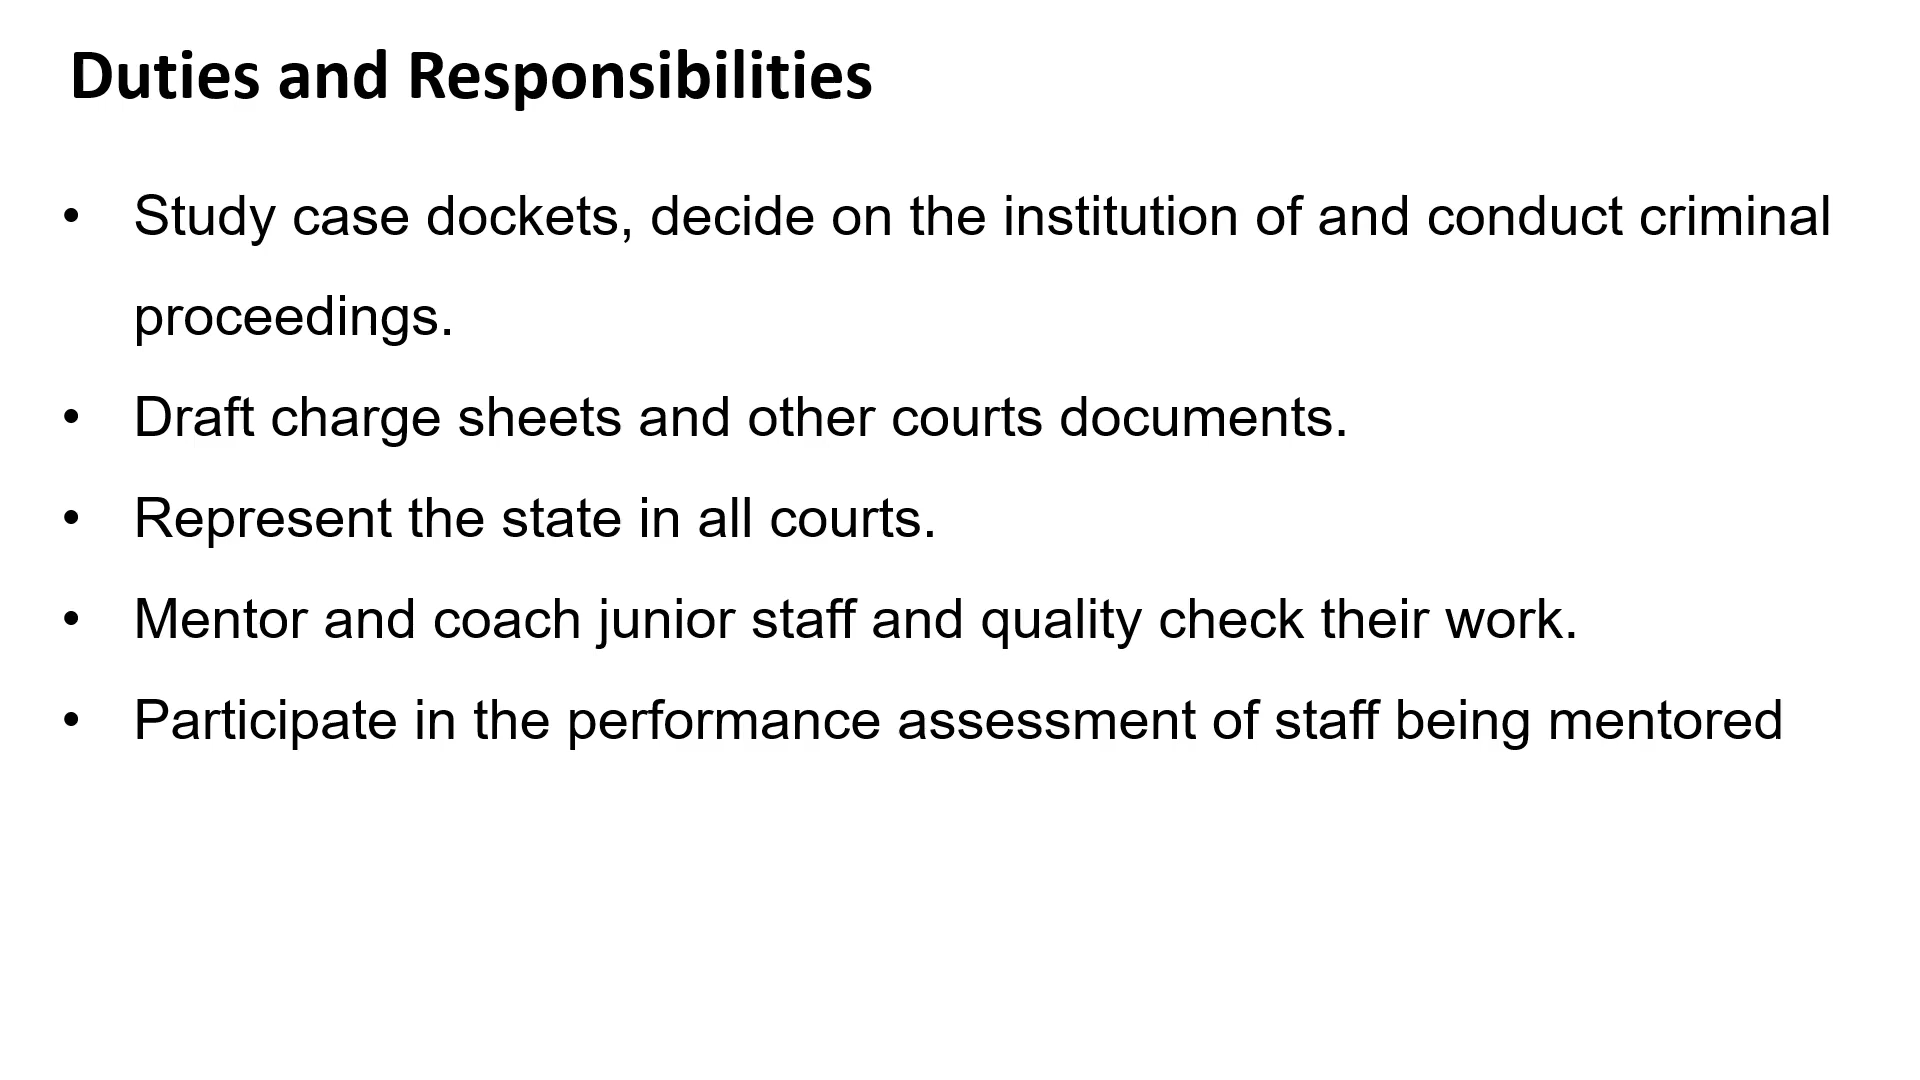 Duties and Responsibilities
• Study case dockets, decide on the institution of and conduct criminal
proceedings.
• Draft charge sheets and other courts documents.
• Represent the state in all courts.
• Mentor and coach junior staff and quality check their work.
• Participate in the performance assessment of staff being mentored